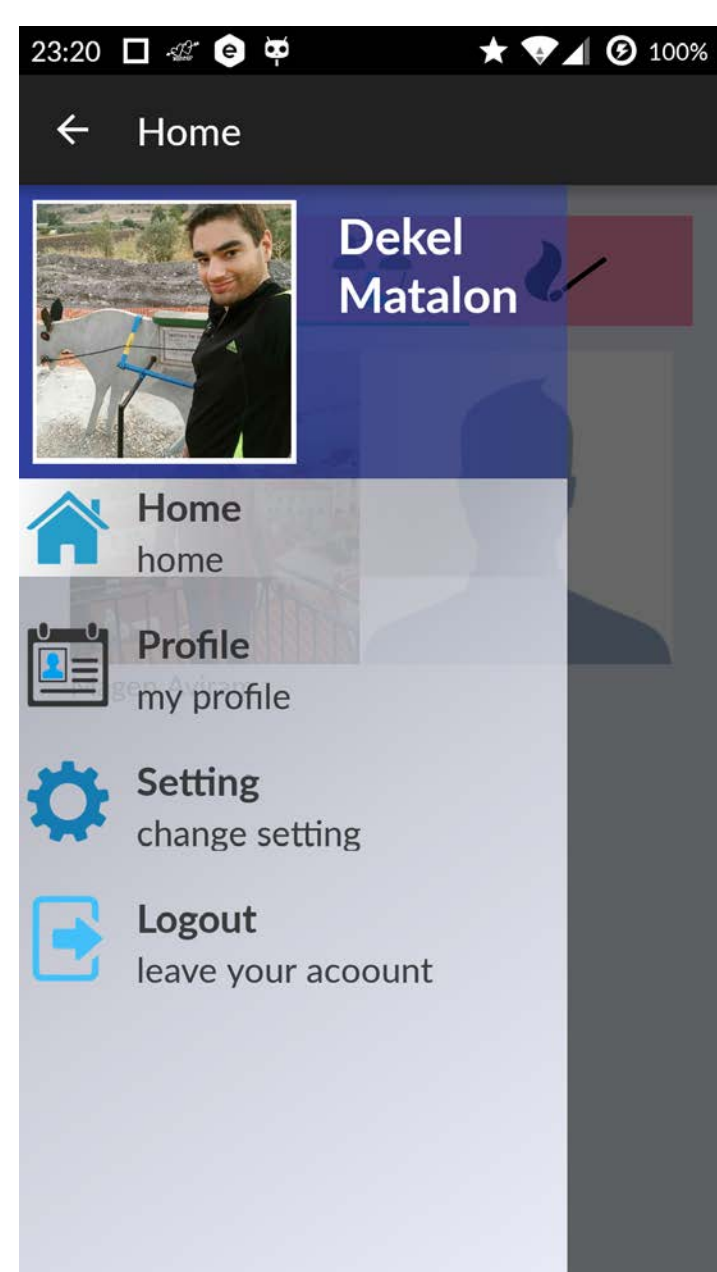 23:20
100%
Home
Dekel
Matalon
Home
home
Profile
my profile
Setting
change setting
Logout
leave your acoount